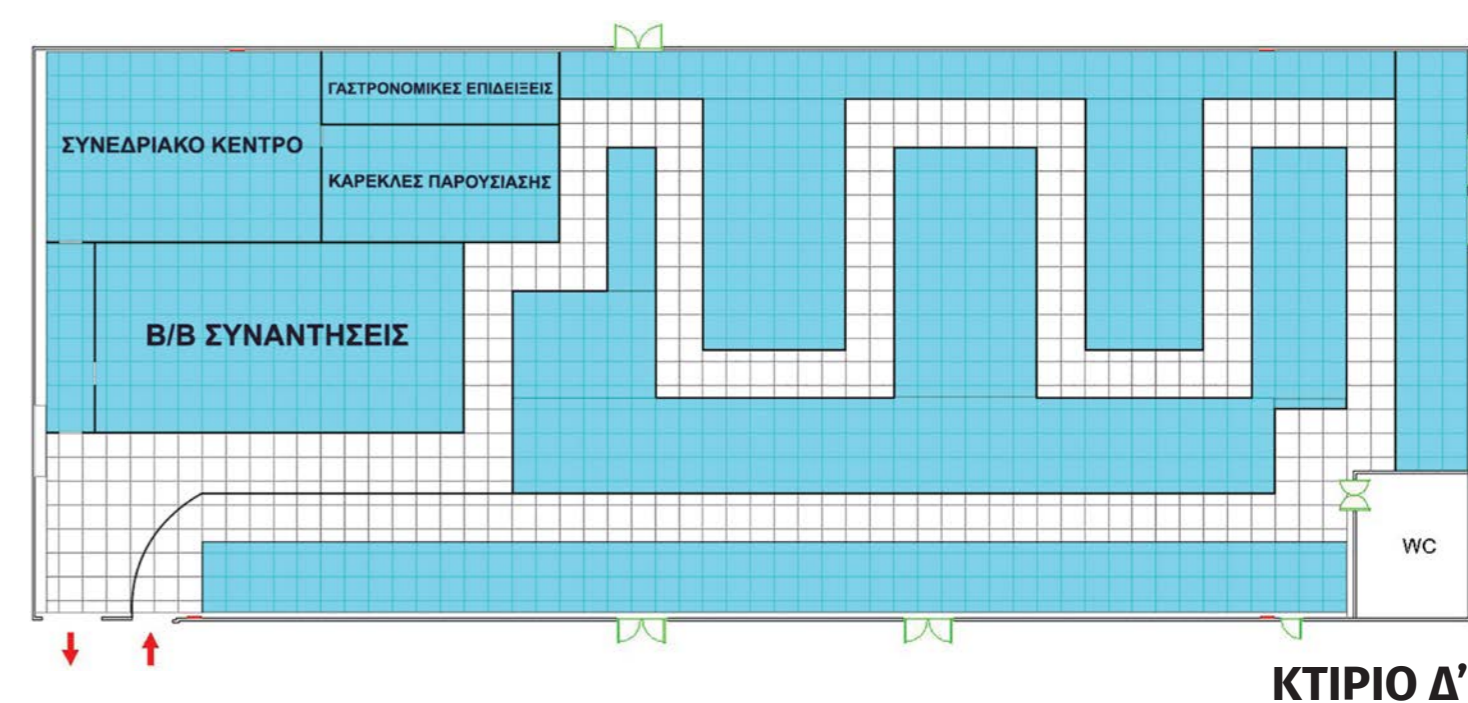 ΓΑΣΤΡΟΝΟΜΙΚΕΣ ΕΠΙΔΕΙΞΕΙΣ
ΣΥΝΕΔΡΙΑΚΟ ΚΕΝΤΡΟ
ΚΑΡΕΚΛΕΣ ΠΑΡΟΥΣΙΑΣΗΣ
Β/Β ΣΥΝΑΝΤΗΣΕΙΣ
WC
ΚΤΙΡΙΟ Δ’